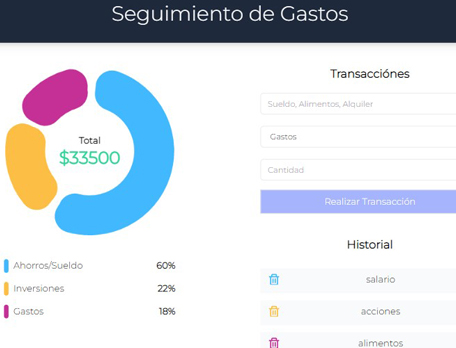 Seguimiento de Gastos
Total
$33500
Ahorros/Sueldo 60%
Inversiones 22%
Gastos 18%
Transacciónes
Sueldo, Alimentos, Alquiler
Gastos
Cantidad
Realizar Transacción
Historial
salario
acciones
alimentos